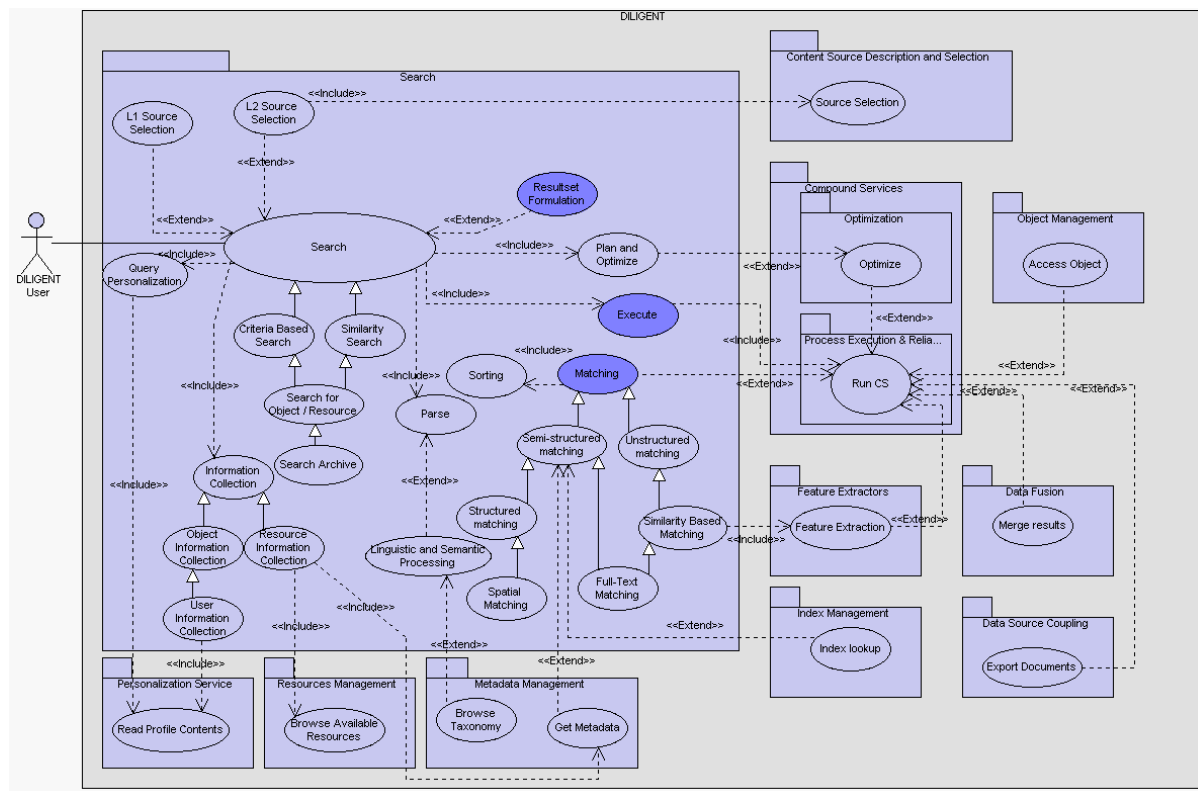 DILIGENT
Search
Content Source Description and Selection
<<Include>>
L1 Source
Selection
L2 Source
Selection
Source Selection
<<Extend>>
Resultset
Formulation
Compound Services
Optimization
Object Management
<<Extend>>
<<Extend>>
Search
<<Include>>
Plan and
Optimize
Optimize
Access Object
<<Include>>
<<Extend>>
DILIGENT
User
Query
Personalization
<<Include>>
Execute
<<Extend>>
Criteria Based
Search
Similarity
Search
Process Execution & Relia...
<<Include>>
<<Include>>
<<Extend>>
Sorting
Matching
<<Extend>>
Run CS
<<Extend>>
<<Include>>
<<Include>>
Search for
Object / Resource
Parse
Semi-structured
matching
Unstructured
matching
Search Archive
Information
Collection
<<Include>>
<<Extend>>
Feature Extractors
Data Fusion
Structured
matching
Similarity Based
Matching
Feature Extraction
<<Extend>>
Merge results
Object
Information
Collection
Resource
Information
Collection
Linguistic and Semantic
Processing
<<Include>>
Spatial
Matching
Full-Text
Matching
User
Information
Collection
<<Include>>
<<Include>>
Index Management
Data Source Coupling
<<Extend>>
<<Extend>>
Index lookup
<<Include>>
<<Extend>>
Export Documents
Personalization Service
Resources Management
Metadata Management
Read Profile Contents
Browse Available
Resources
Browse
Taxonomy
Get Metadata